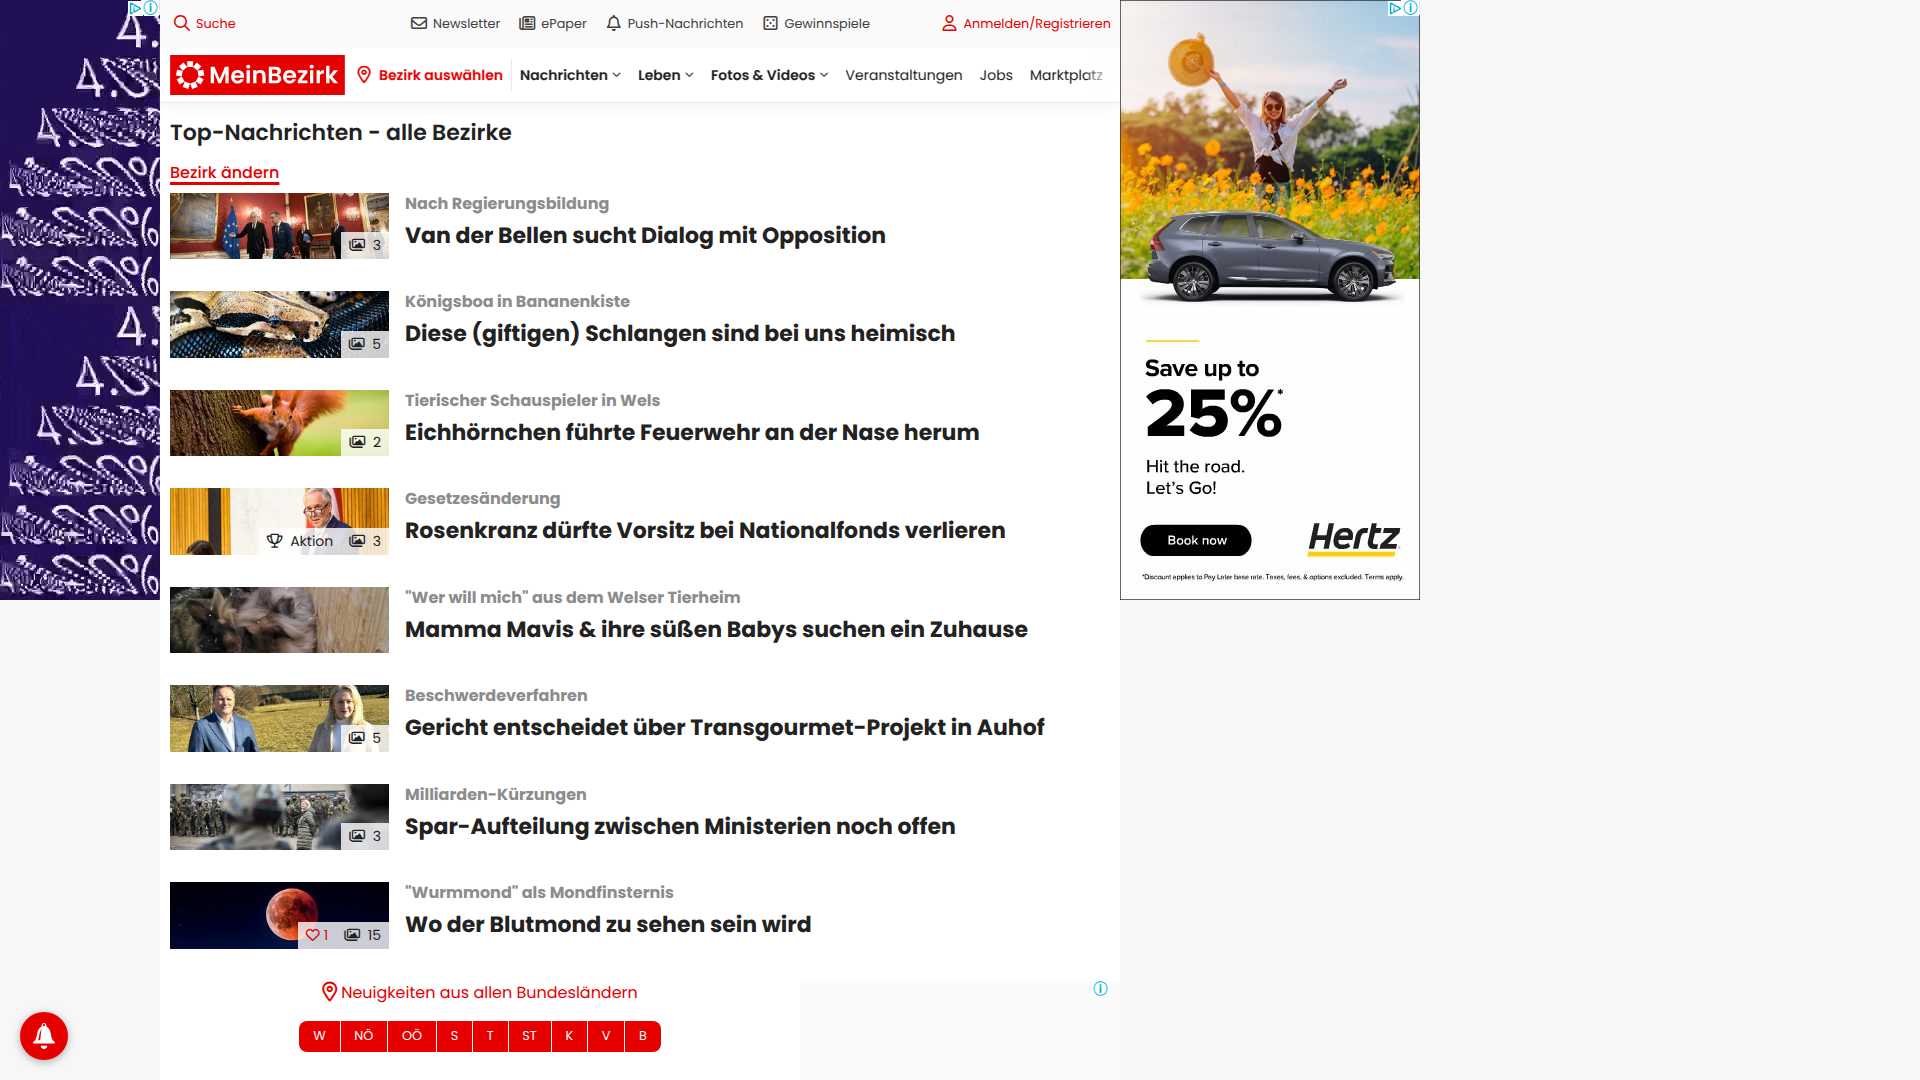 Suche
Newsletter
ePaper
Push-Nachrichten
Gewinnspiele
Anmelden/Registrieren
MeinBezirk
Bezirk auswählen
Nachrichten
Leben
Fotos & Videos
Veranstaltungen
Jobs
Marktplatz
Top-Nachrichten - alle Bezirke
Bezirk ändern
3
Nach Regierungsbildung
Van der Bellen sucht Dialog mit Opposition
5
Königsboa in Bananenkiste
Diese (giftigen) Schlangen sind bei uns heimisch
2
Tierischer Schauspieler in Wels
Eichhörnchen führte Feuerwehr an der Nase herum
Aktion 3
Gesetzesänderung
Rosenkranz dürfte Vorsitz bei Nationalfonds verlieren
"Wer will mich" aus dem Welser Tierheim
Mamma Mavis & ihre süßen Babys suchen ein Zuhause
5
Beschwerdeverfahren
Gericht entscheidet über Transgourmet-Projekt in Auhof
3
Milliarden-Kürzungen
Spar-Aufteilung zwischen Ministerien noch offen
1 15
"Wurmmond" als Mondfinsternis
Wo der Blutmond zu sehen sein wird
Neuigkeiten aus allen Bundesländern
W NÖ OÖ S T ST K V B
Save up to
25%*
Hit the road.
Let's Go!
Book now
Hertz
*Discount applies to Pay Later base rate. Taxes, fees, & options excluded. Terms apply.